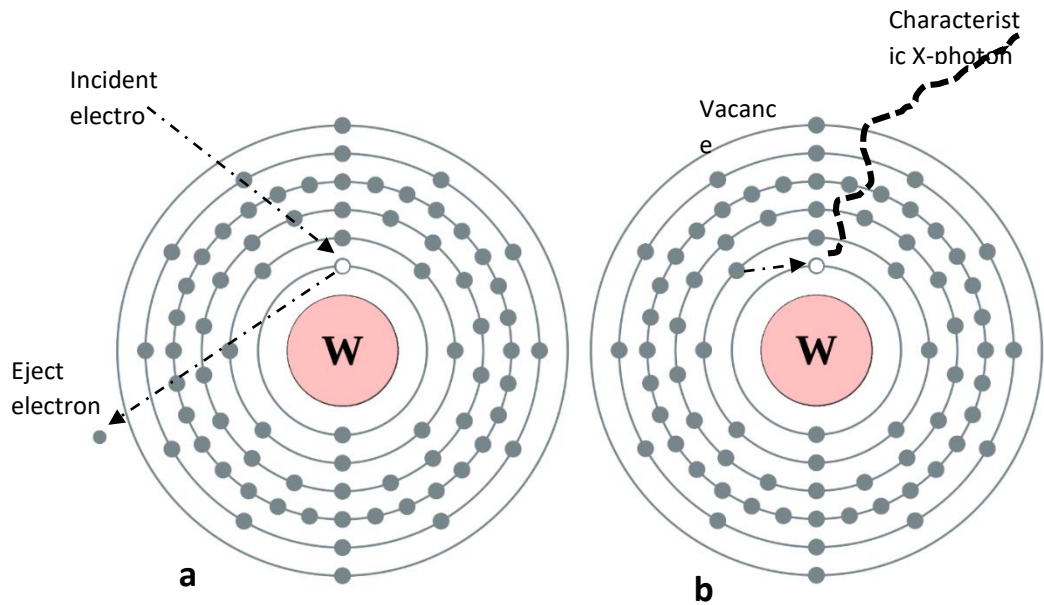 Incident
electro
Eject
electron
W
a
Characterist
ic X-photon
Vacanc
e
W
b